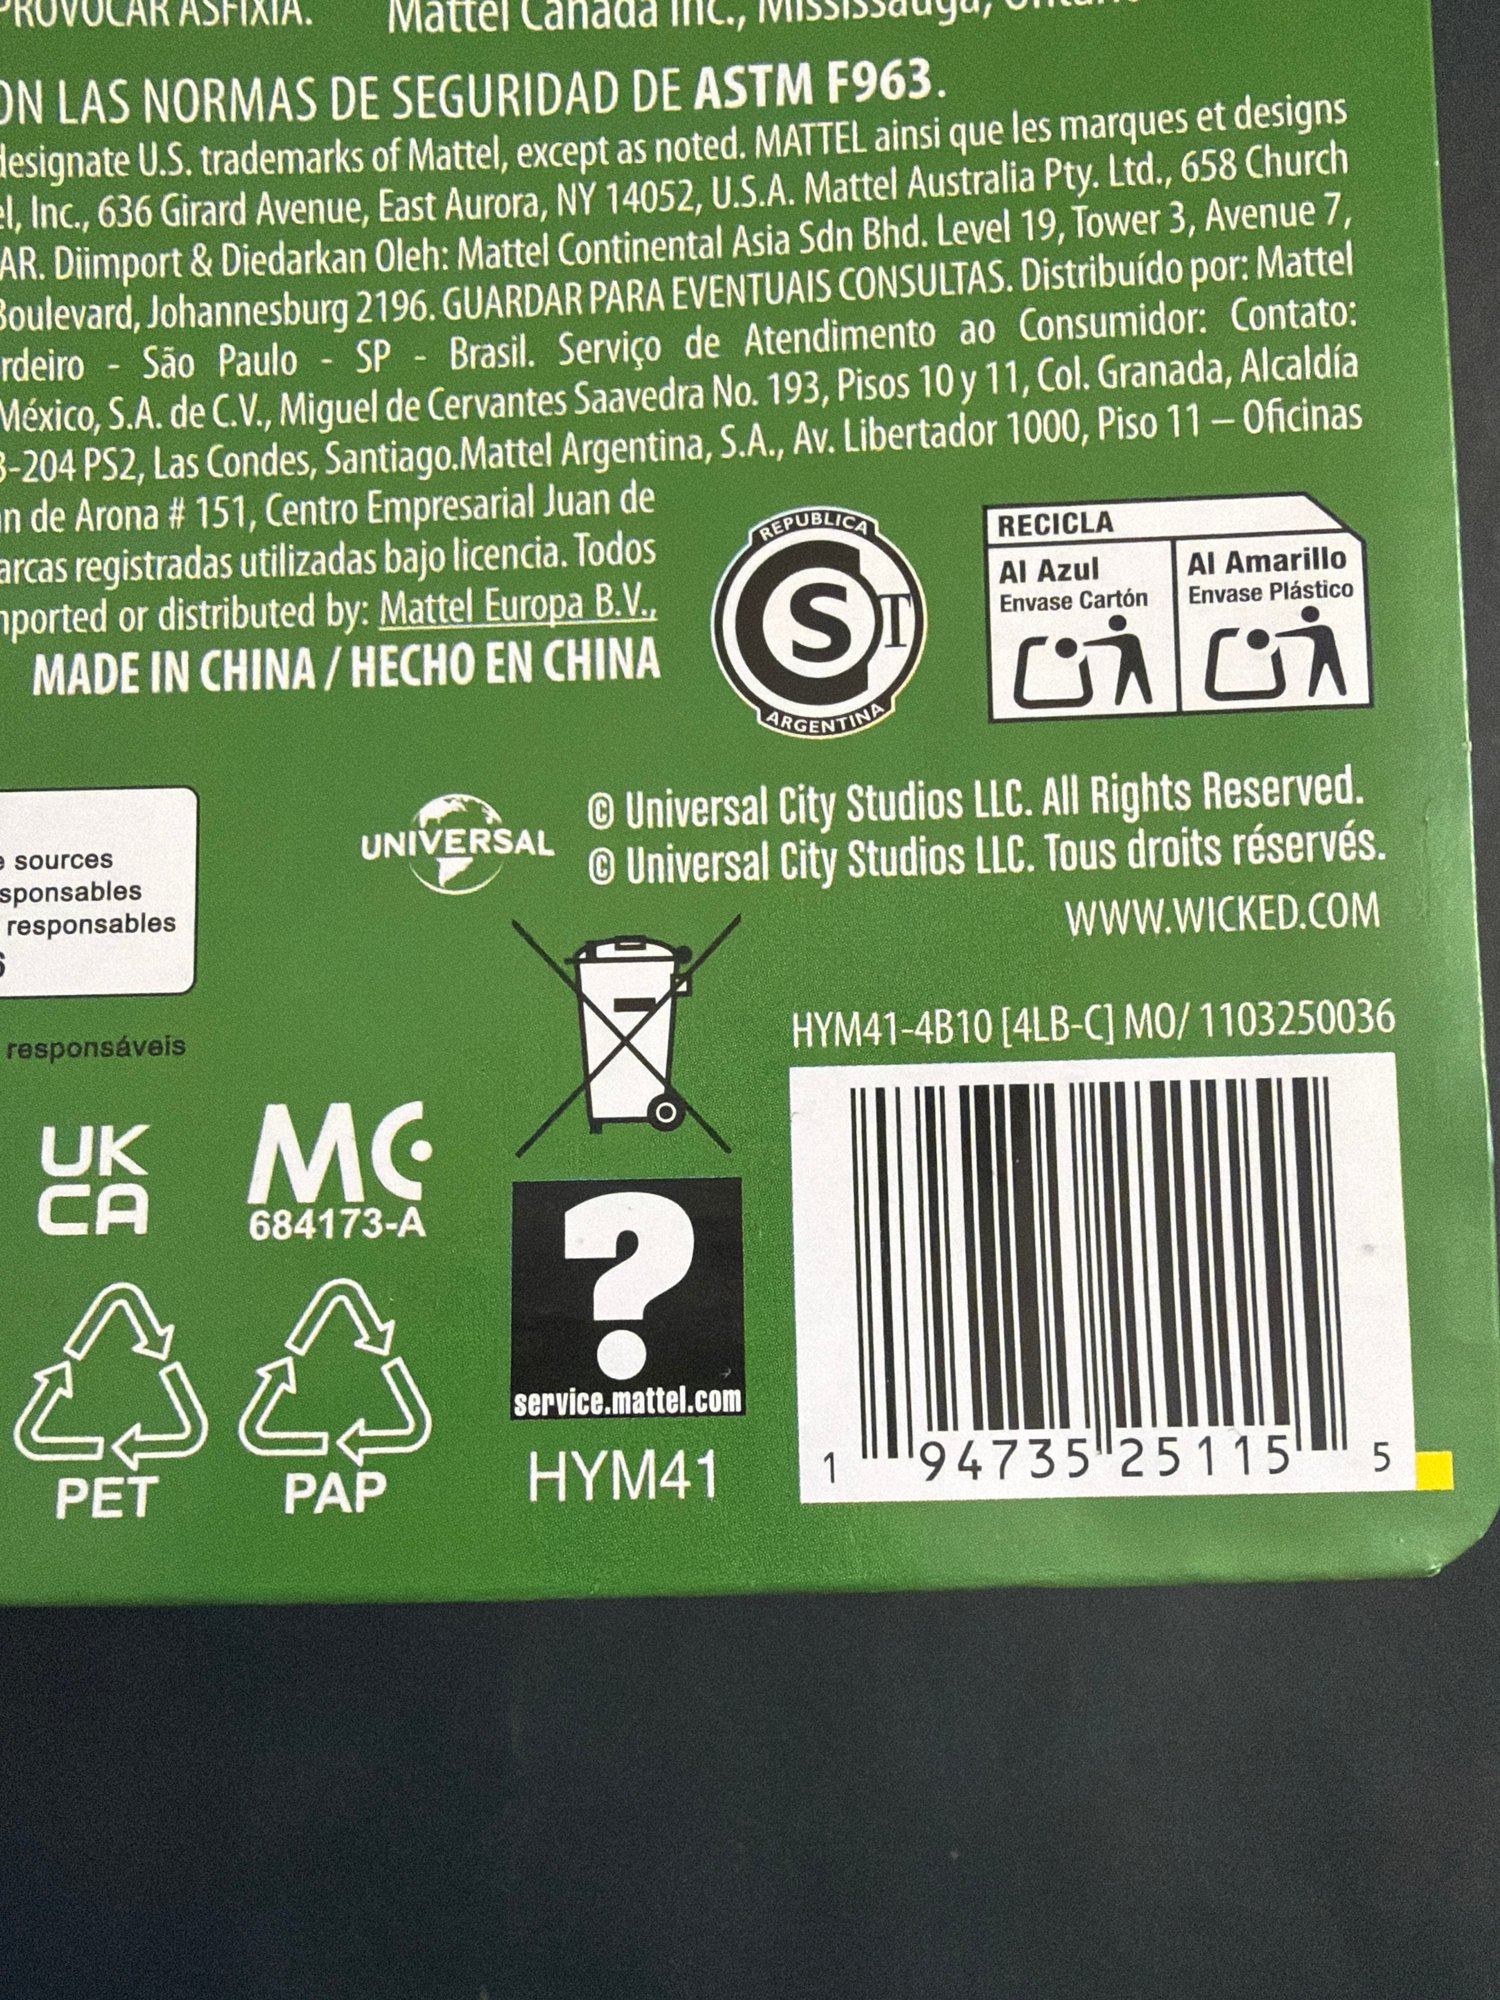 PROVOCAR ASFIXIA. Mattel Canada Inc., Mississauga,
ON LAS NORMAS DE SEGURIDAD DE ASTM F963.
designate U.S. trademarks of Mattel, except as noted. MATTEL ainsi que les marques et designs
el, Inc., 636 Girard Avenue, East Aurora, NY 14052, U.S.A. Mattel Australia Pty. Ltd., 658 Church
AR. Diimport & Diedarkan Oleh: Mattel Continental Asia Sdn Bhd. Level 19, Tower 3, Avenue 7,
Boulevard, Johannesburg 2196. GUARDAR PARA EVENTUAIS CONSULTAS. Distribuído por: Mattel
rdeiro - São Paulo - SP - Brasil. Serviço de Atendimento ao Consumidor: Contato:
México, S.A. de C.V., Miguel de Cervantes Saavedra No. 193, Pisos 10 y 11, Col. Granada, Alcaldía
3-204 PS2, Las Condes, Santiago.Mattel Argentina, S.A., Av. Libertador 1000, Piso 11 – Oficinas
n de Arona # 151, Centro Empresarial Juan de
arcas registradas utilizadas bajo licencia. Todos
mported or distributed by: Mattel Europa B.V.,
MADE IN CHINA / HECHO EN CHINA
REPUBLICA
CST
ARGENTINA
RECICLA
Al Azul
Envase Cartón
Al Amarillo
Envase Plástico
UNIVERSAL
© Universal City Studios LLC. All Rights Reserved.
© Universal City Studios LLC. Tous droits réservés.
WWW.WICKED.COM
e sources
sponsables
responsables
6
responsáveis
HYM41-4B10 [4LB-C] MO/ 1103250036
UK
CA
MC
684173-A
?
service.mattel.com
HYM41
PET
PAP
1 94735 25115 5